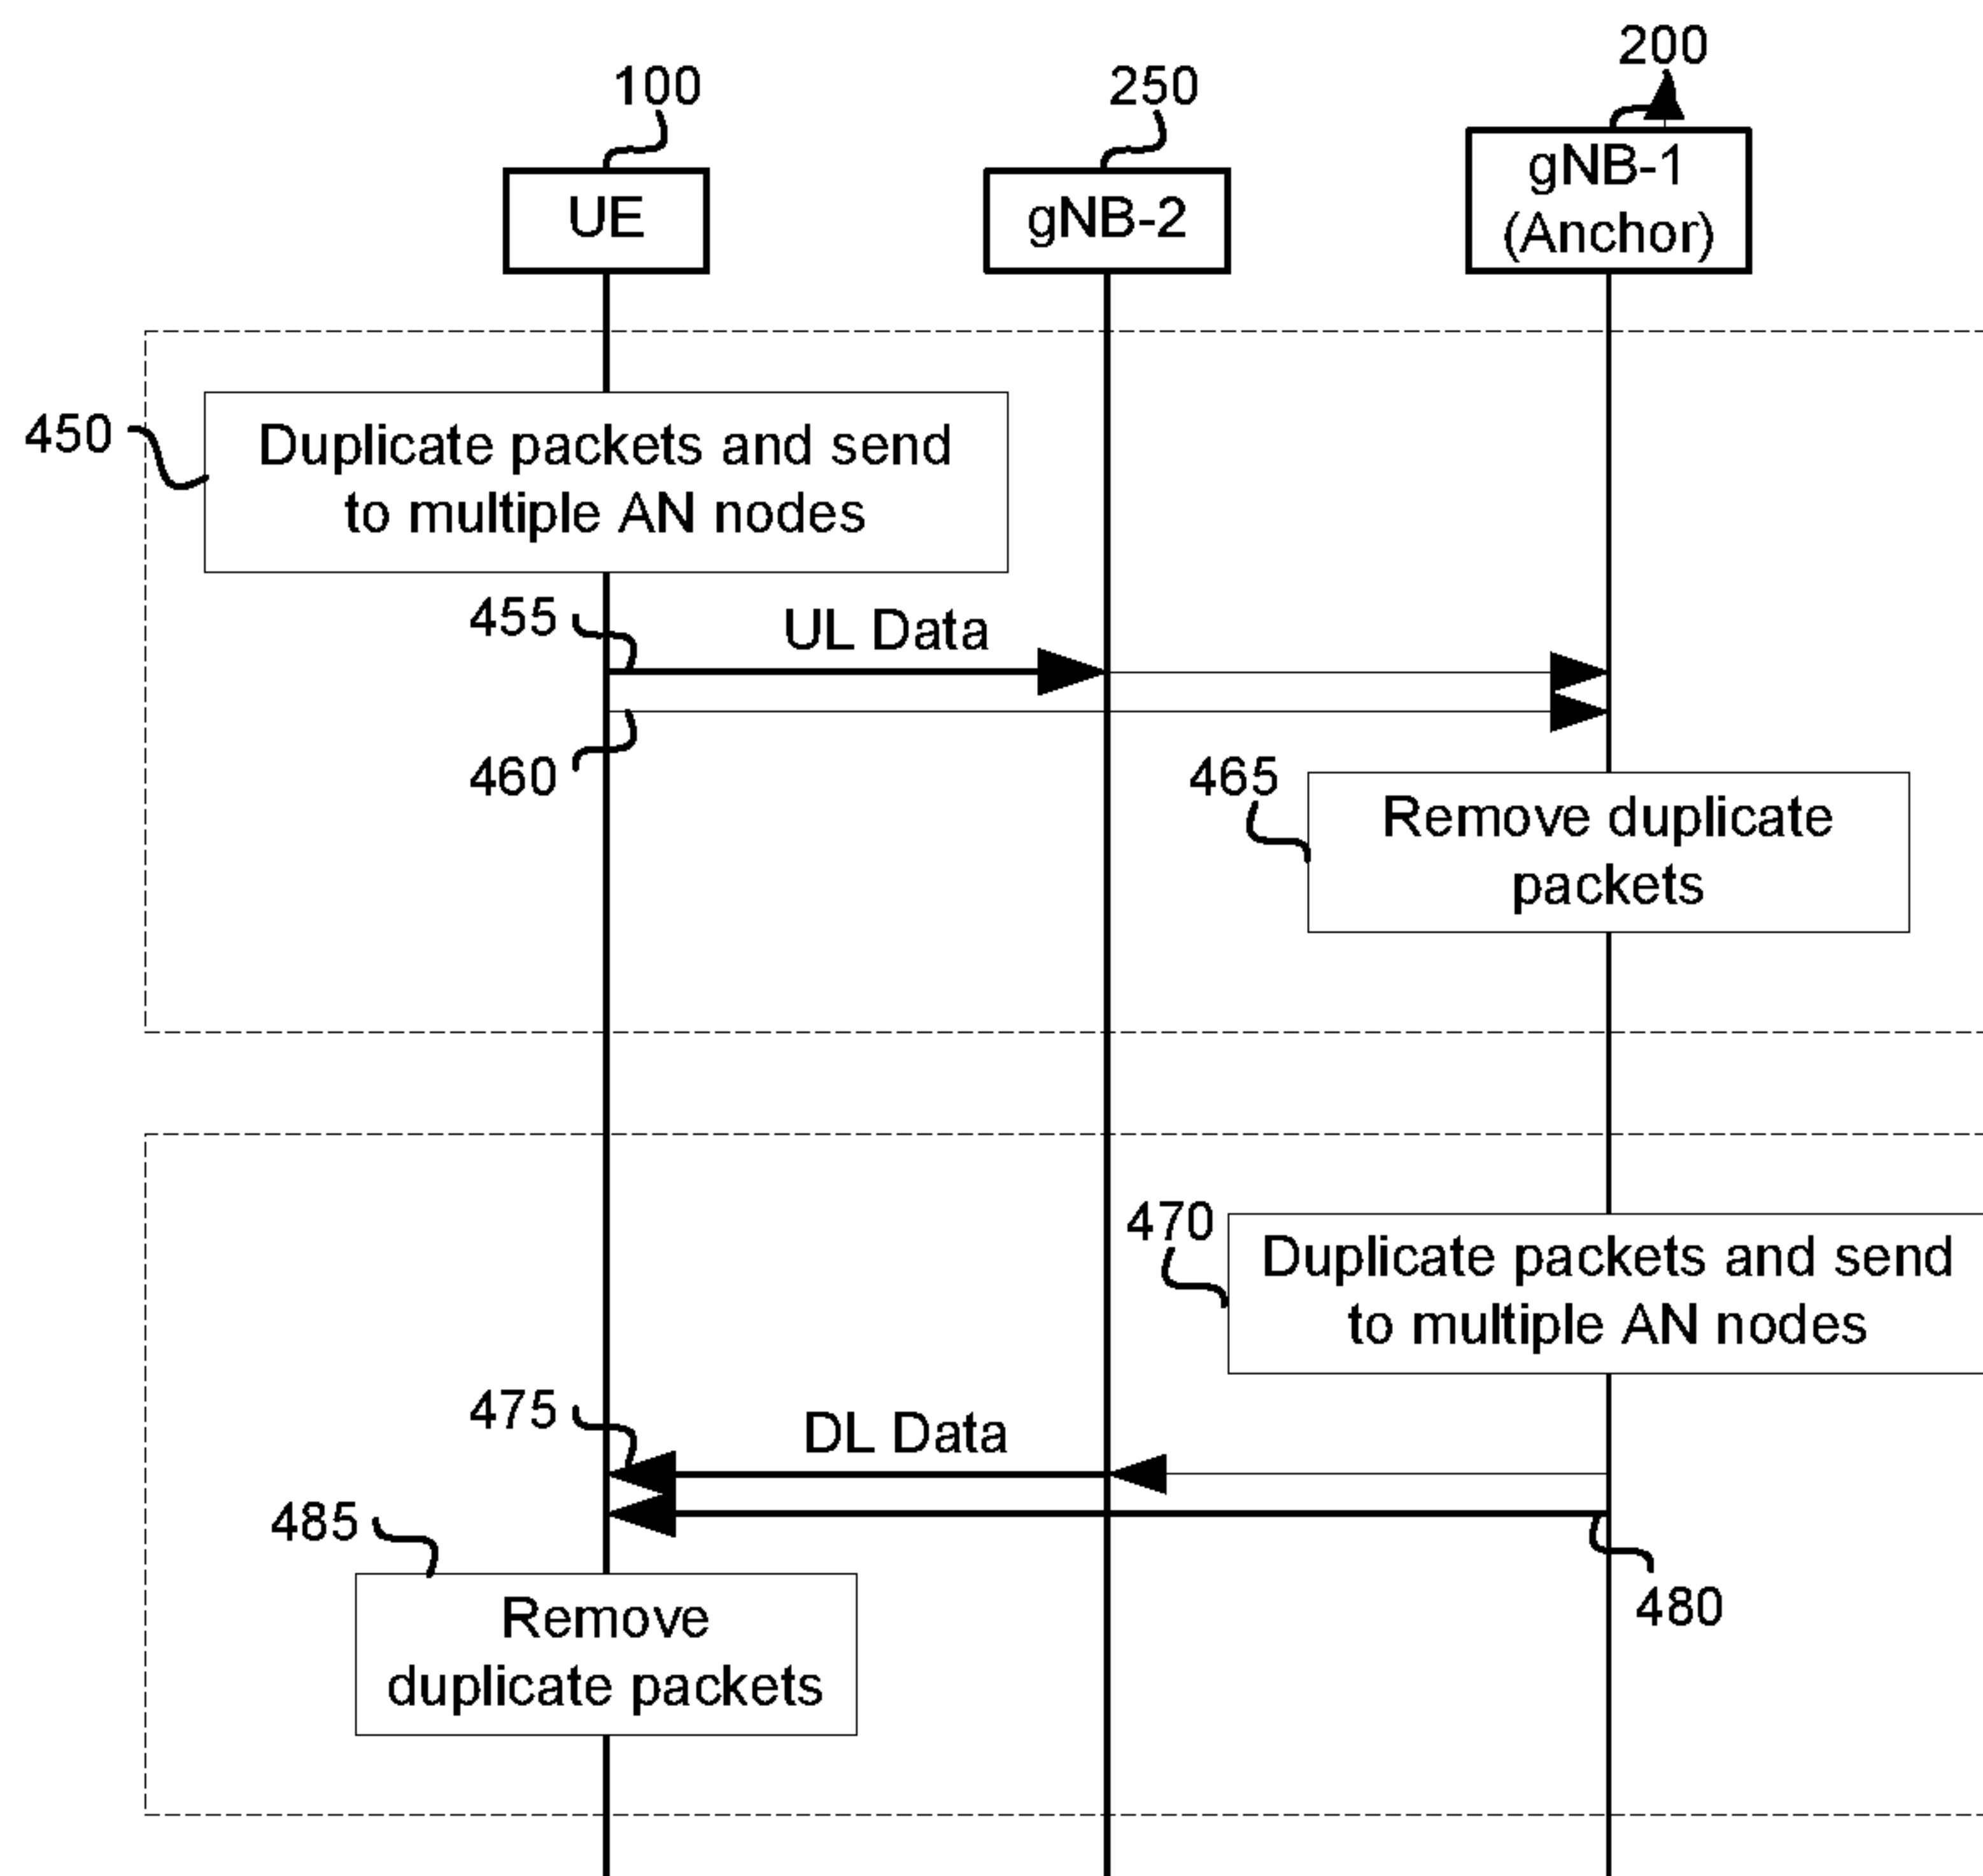 200
100
250
UE
gNB-2
gNB-1
(Anchor)
450
Duplicate packets and send
to multiple AN nodes
455
UL Data
460
465
Remove duplicate
packets
470
Duplicate packets and send
to multiple AN nodes
475
DL Data
485
480
Remove
duplicate packets